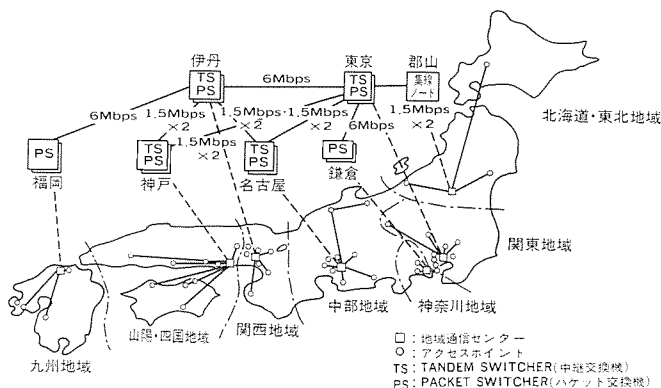 伊丹
東京
郡山
TS
PS
6Mbps
TS
PS
集線
ノード
北海道・東北地域
6Mbps
1.5Mbps
×2
1.5Mbps・1.5Mbps
×2
×2
6Mbps
1.5Mbps
×2
PS
TS
PS
1.5Mbps
×2
TS
PS
PS
福岡
神戸
名古屋
鎌倉
関東地域
中部地域
神奈川地域
関西地域
山陽・四国地域
九州地域
□：地域通信センター
○：アクセスポイント
TS：TANDEM SWITCHER(中継交換機)
PS：PACKET SWITCHER(パケット交換機)